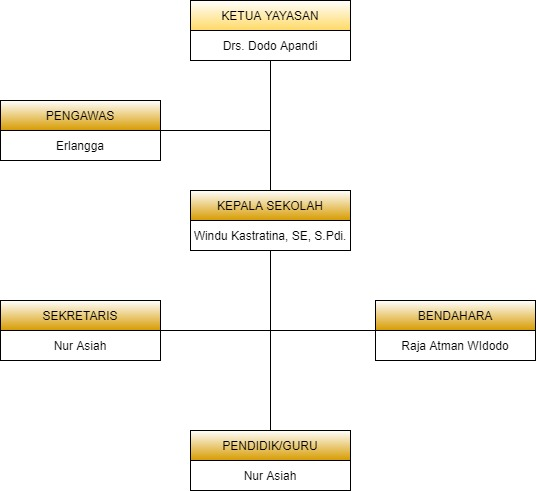 KETUA YAYASAN
Drs. Dodo Apandi
PENGAWAS
Erlangga
KEPALA SEKOLAH
Windu Kastratina, SE, S.Pdi.
SEKRETARIS
Nur Asiah
BENDAHARA
Raja Atman WIdodo
PENDIDIK/GURU
Nur Asiah